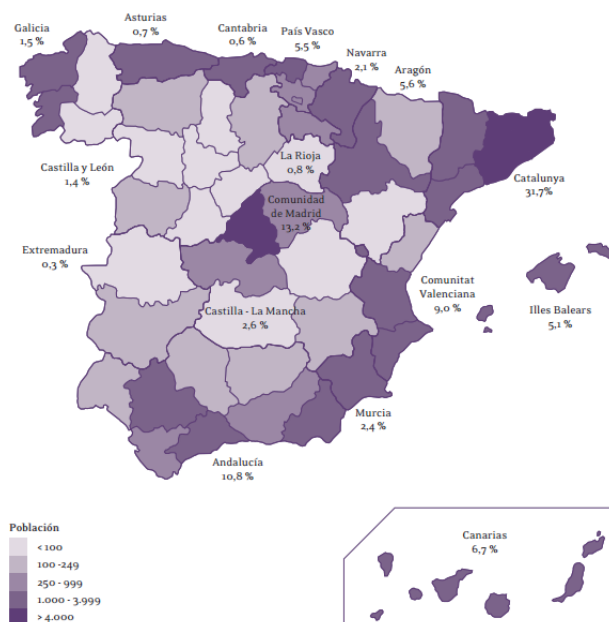 Galicia
1,5 %
Asturias
0,7 %
Cantabria
0,6 %
País Vasco
5,5 %
Navarra
2,1 %
Aragón
5,6 %
Castilla y León
1,4 %
La Rioja
0,8 %
Catalunya
31,7%
Comunidad
de Madrid
13,2 %
Extremadura
0,3 %
Castilla - La Mancha
2,6 %
Comunitat
Valenciana
9,0 %
Illes Balears
5,1 %
Murcia
2,4 %
Andalucía
10,8 %
Canarias
6,7 %
Población
< 100
100 -249
250 - 999
1.000 - 3.999
> 4.000